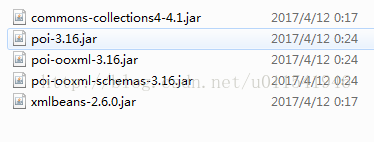 commons-collections4-4.1.jar 2017/4/12 0:17
poi-3.16.jar 2017/4/12 0:24
poi-ooxml-3.16.jar 2017/4/12 0:24
poi-ooxml-schemas-3.16.jar 2017/4/12 0:24
xmlbeans-2.6.0.jar 2017/4/12 0:17